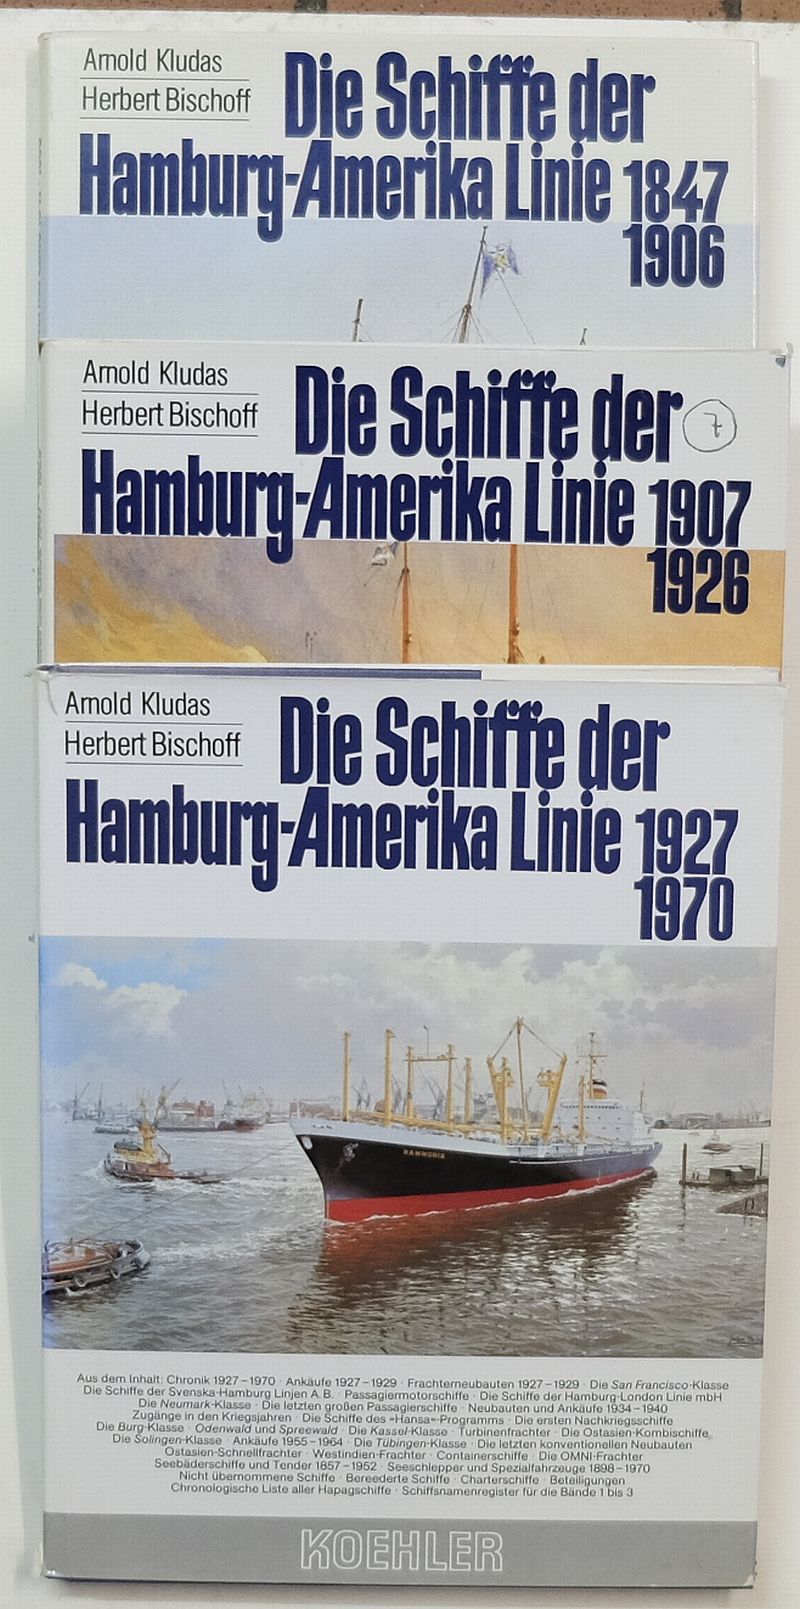 Arnold Kludas
Herbert Bischoff
Die Schiffe der
Hamburg-Amerika Linie 1847
1906
Arnold Kludas
Herbert Bischoff
Die Schiffe der
7
Hamburg-Amerika Linie 1907
1926
Arnold Kludas
Herbert Bischoff
Die Schiffe der
Hamburg-Amerika Linie 1927
1970
HAMMONIA
Aus dem Inhalt: Chronik 1927–1970 · Ankäufe 1927–1929 · Frachterneubauten 1927–1929 · Die San Francisco-Klasse
Die Schiffe der Svenska-Hamburg Linjen A.B. · Passagiermotorschiffe · Die Schiffe der Hamburg-London Linie mbH
Die Neumark-Klasse · Die letzten großen Passagierschiffe · Neubauten und Ankäufe 1934–1940
Zugänge in den Kriegsjahren · Die Schiffe des »Hansa«-Programms · Die ersten Nachkriegsschiffe
Die Burg-Klasse · Odenwald und Spreewald · Die Kassel-Klasse · Turbinenfrachter · Die Ostasien-Kombischiffe
Die Solingen-Klasse · Ankäufe 1955–1964 · Die Tübingen-Klasse · Die letzten konventionellen Neubauten
Ostasien-Schnellfrachter · Westindien-Frachter · Containerschiffe · Die OMNI-Frachter
Seebäderschiffe und Tender 1857–1952 · Seeschlepper und Spezialfahrzeuge 1898–1970
Nicht übernommene Schiffe · Bereederte Schiffe · Charterschiffe · Beteiligungen
Chronologische Liste aller Hapagschiffe · Schiffsnamenregister für die Bände 1 bis 3
KOEHLER